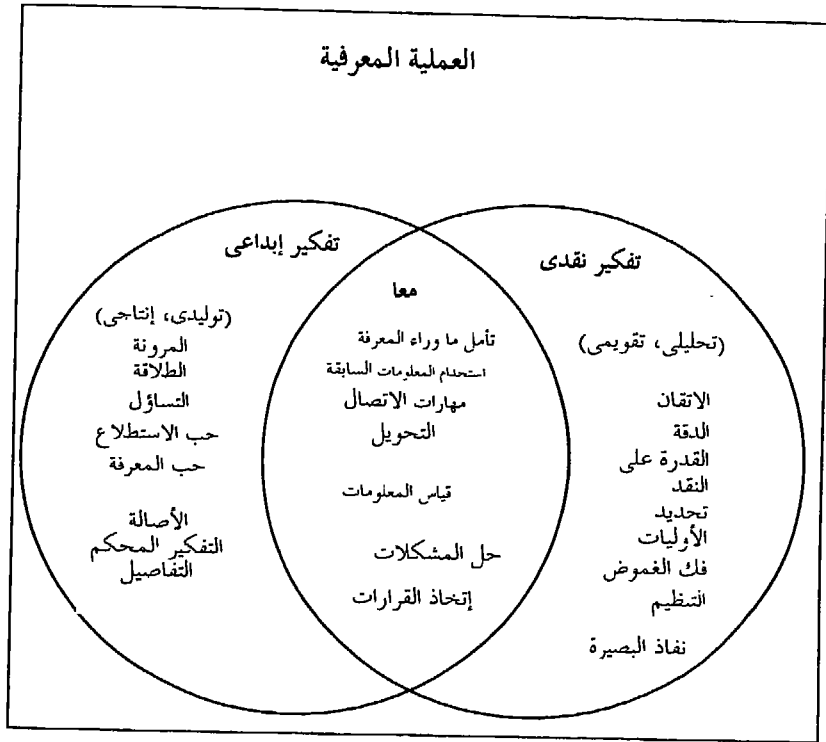 العملية المعرفية
تفكير نقدى
(تحليلى، تقويمى)
الاتقان
الدقة
القدرة على
النقد
تحديد
الأوليات
فك الغموض
التنظيم
نفاذ البصيرة
معا
تأمل ما وراء المعرفة
استحدام المعلومات السابقة
مهارات الاتصال
التحويل
قياس المعلومات
حل المشكلات
إتخاذ القرارات
تفكير إبداعى
(توليدى، إنتاجى)
المرونة
الطلاقة
التساؤل
حب الاستطلاع
حب المعرفة
الأصالة
التفكير المحكم
التفاصيل